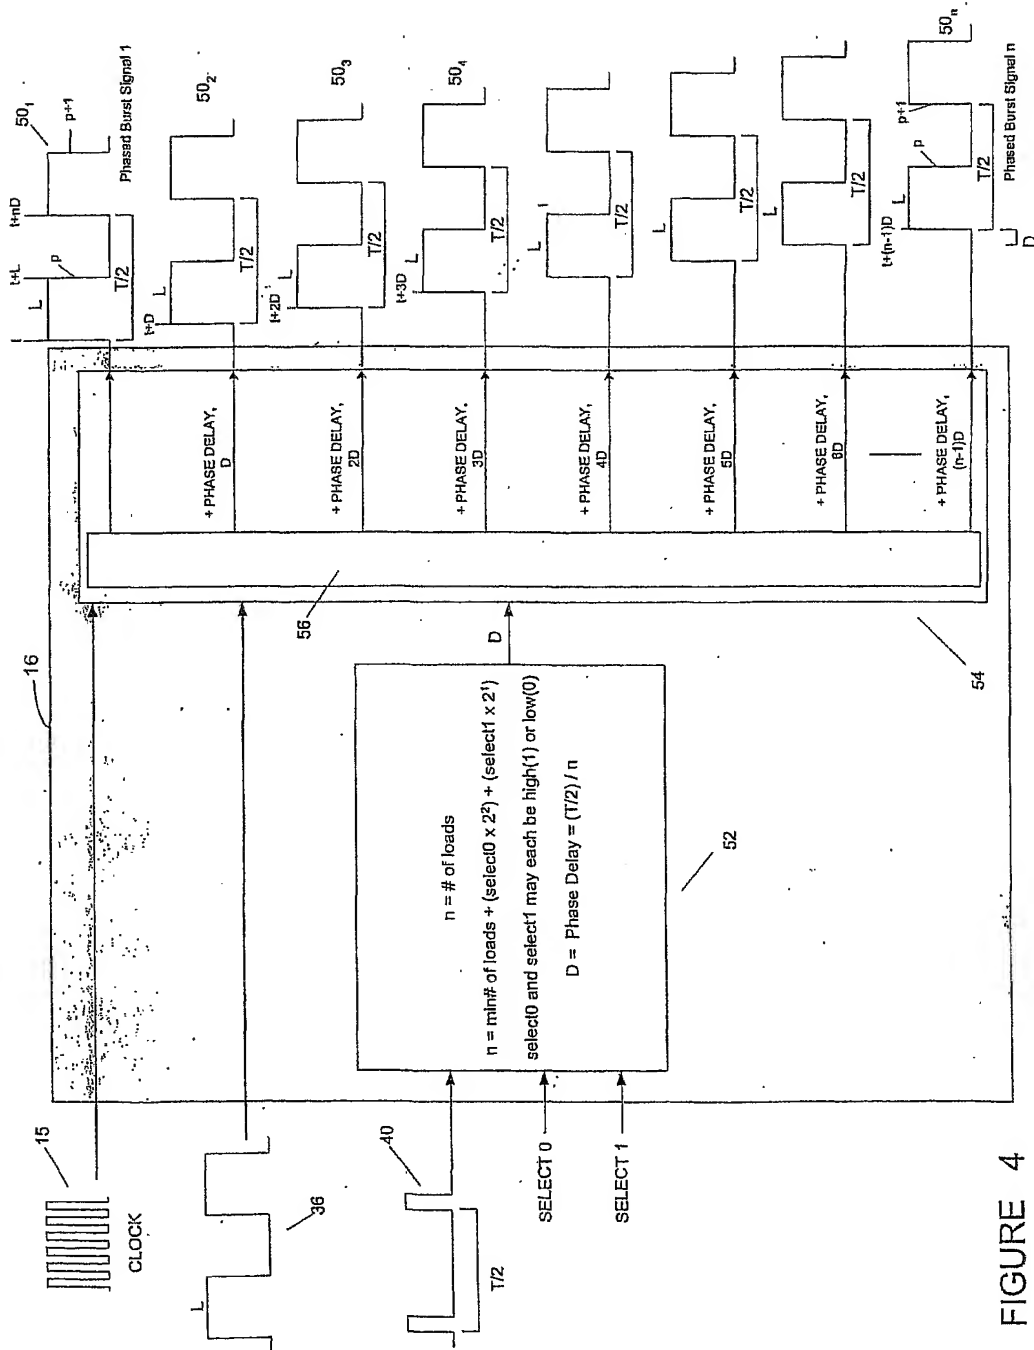 16
15
CLOCK
L
36
40
T/2
SELECT 0
SELECT 1
n = # of loads
n = min# of loads + (select0 x 2²) + (select1 x 2¹)
select0 and select1 may each be high(1) or low(0)
D = Phase Delay = (T/2) / n
52
D
56
54
+ PHASE DELAY,
D
+ PHASE DELAY,
2D
+ PHASE DELAY,
3D
+ PHASE DELAY,
4D
+ PHASE DELAY,
5D
+ PHASE DELAY,
6D
+ PHASE DELAY,
(n-1)D
t+L
t+nD
50₁
L
p
p+1
T/2
Phased Burst Signal 1
t+D
L
T/2
50₂
t+2D
L
T/2
50₃
t+3D
L
T/2
50₄
L
T/2
L
T/2
L
T/2
t+(n-1)D
L
p
p+1
50ₙ
T/2
D
Phased Burst Signal n
FIGURE 4